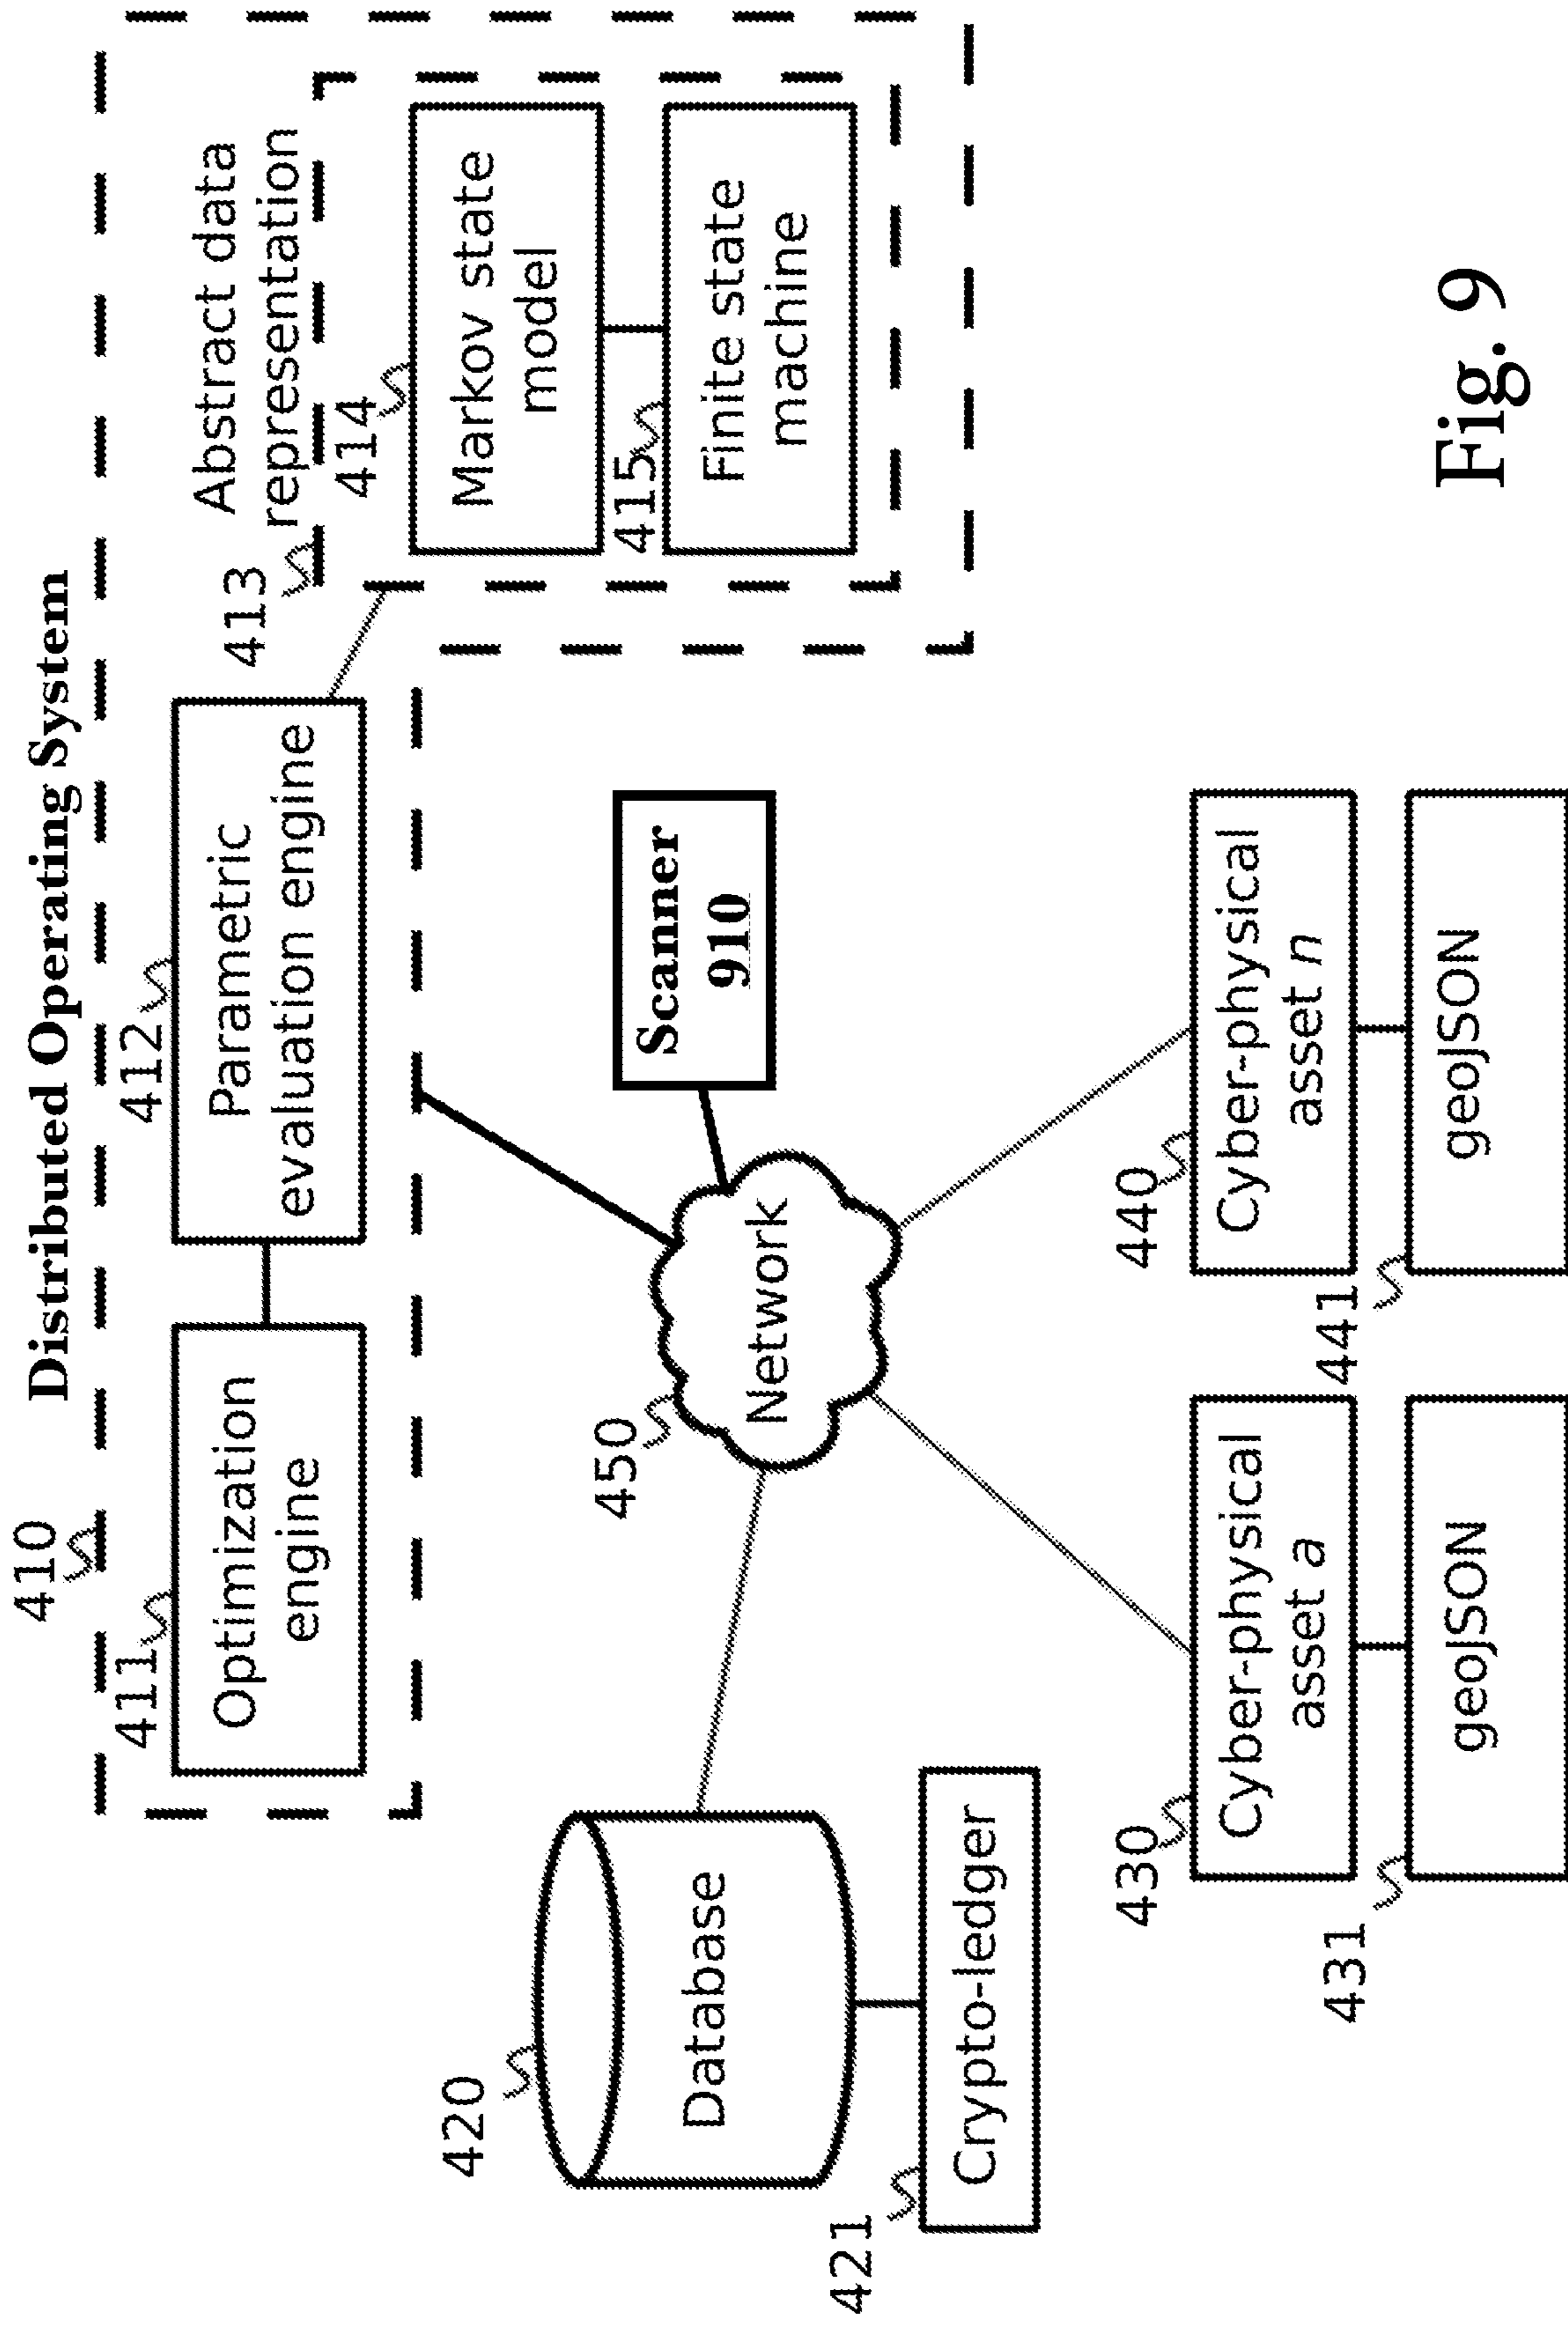 Distributed Operating System
410
411
Optimization
engine
412
Parametric
evaluation engine
413
Abstract data
representation
414
Markov state
model
415
Finite state
machine
420
Database
421
Crypto-ledger
450
Network
Scanner
910
430
Cyber-physical
asset a
431
geoJSON
440
Cyber-physical
asset n
441
geoJSON
Fig. 9